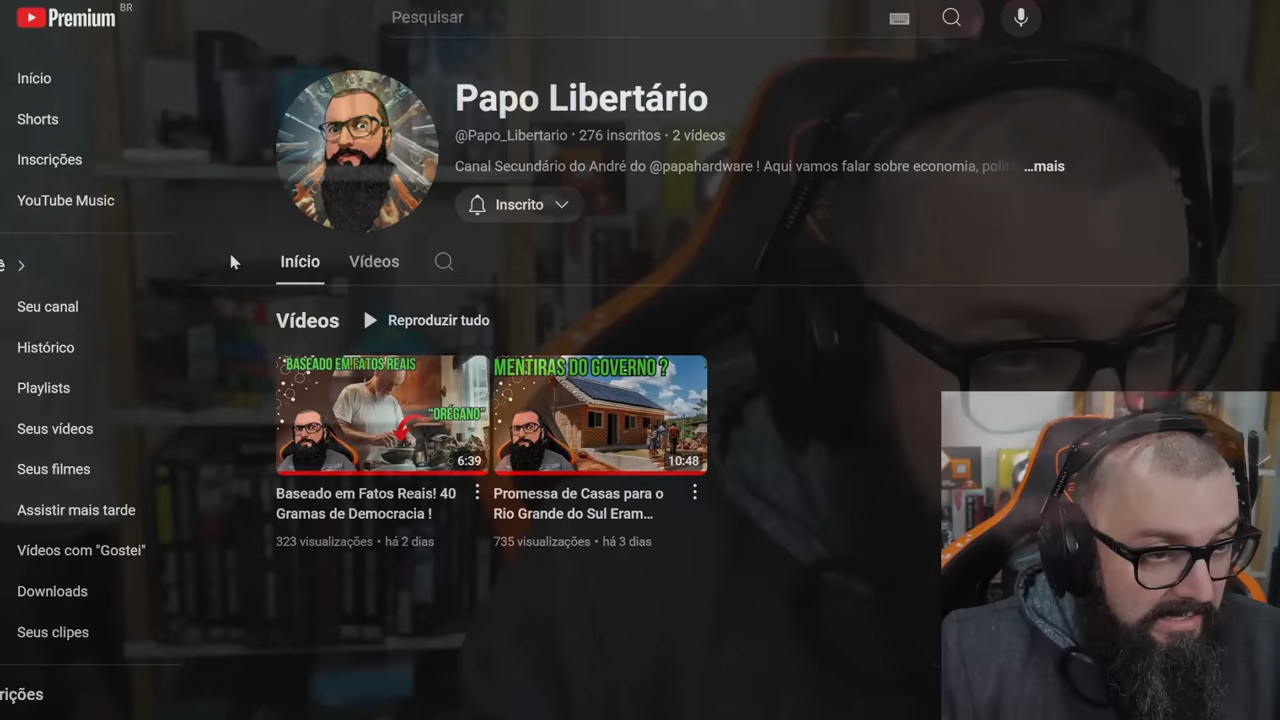 Premium BR
Pesquisar
Início
Shorts
Inscrições
YouTube Music
ê
Seu canal
Histórico
Playlists
Seus vídeos
Seus filmes
Assistir mais tarde
Vídeos com "Gostei"
Downloads
Seus clipes
rições
Papo Libertário
@Papo_Libertario • 276 inscritos • 2 vídeos
Canal Secundário do André do @papahardware ! Aqui vamos falar sobre economia, polít ...mais
Inscrito
Início Vídeos
Vídeos Reproduzir tudo
BASEADO EM FATOS REAIS
"ORÉGANO"
6:39
Baseado em Fatos Reais! 40
Gramas de Democracia !
323 visualizações • há 2 dias
MENTIRAS DO GOVERNO ?
10:48
Promessa de Casas para o
Rio Grande do Sul Eram...
735 visualizações • há 3 dias